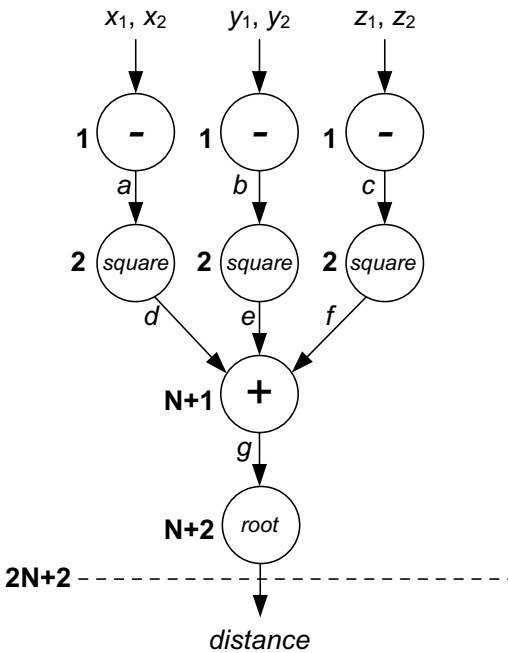 x₁, x₂ y₁, y₂ z₁, z₂
1 - 1 - 1 -
a b c
2 square 2 square 2 square
d e f
N+1 +
g
N+2 root
2N+2
distance